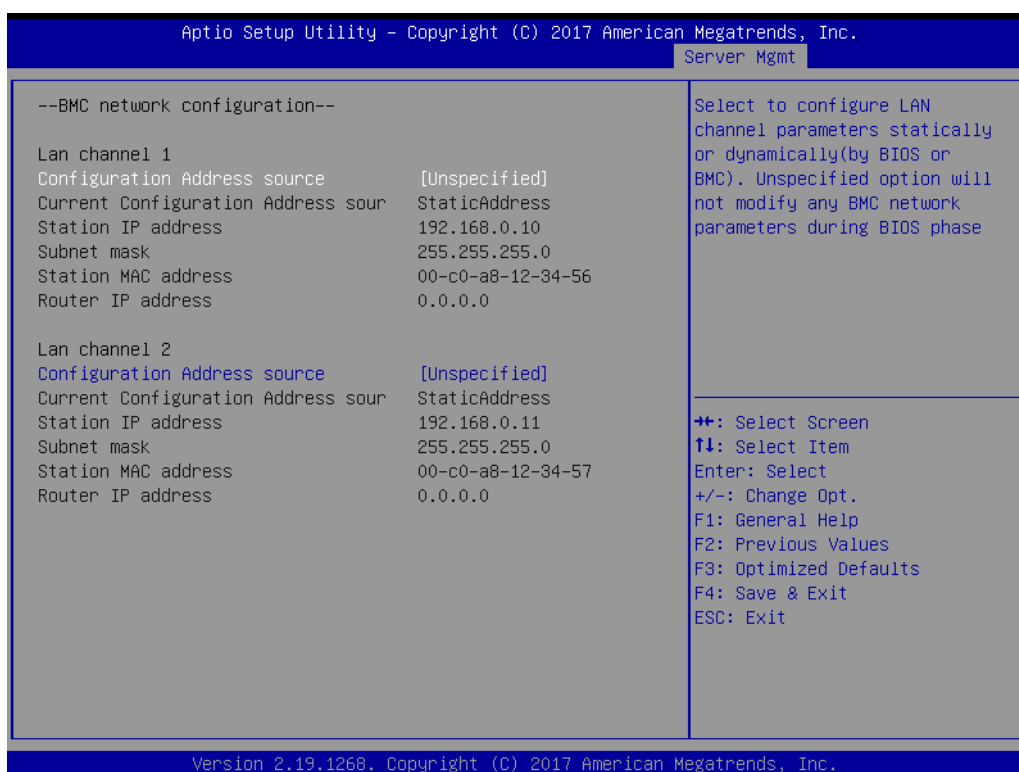 Aptio Setup Utility – Copyright (C) 2017 American Megatrends, Inc.
Server Mgmt
--BMC network configuration--
Lan channel 1
Configuration Address source [Unspecified]
Current Configuration Address sour StaticAddress
Station IP address 192.168.0.10
Subnet mask 255.255.255.0
Station MAC address 00-c0-a8-12-34-56
Router IP address 0.0.0.0
Lan channel 2
Configuration Address source [Unspecified]
Current Configuration Address sour StaticAddress
Station IP address 192.168.0.11
Subnet mask 255.255.255.0
Station MAC address 00-c0-a8-12-34-57
Router IP address 0.0.0.0
Select to configure LAN
channel parameters statically
or dynamically(by BIOS or
BMC). Unspecified option will
not modify any BMC network
parameters during BIOS phase
→←: Select Screen
↑↓: Select Item
Enter: Select
+/-: Change Opt.
F1: General Help
F2: Previous Values
F3: Optimized Defaults
F4: Save & Exit
ESC: Exit
Version 2.19.1268. Copyright (C) 2017 American Megatrends, Inc.